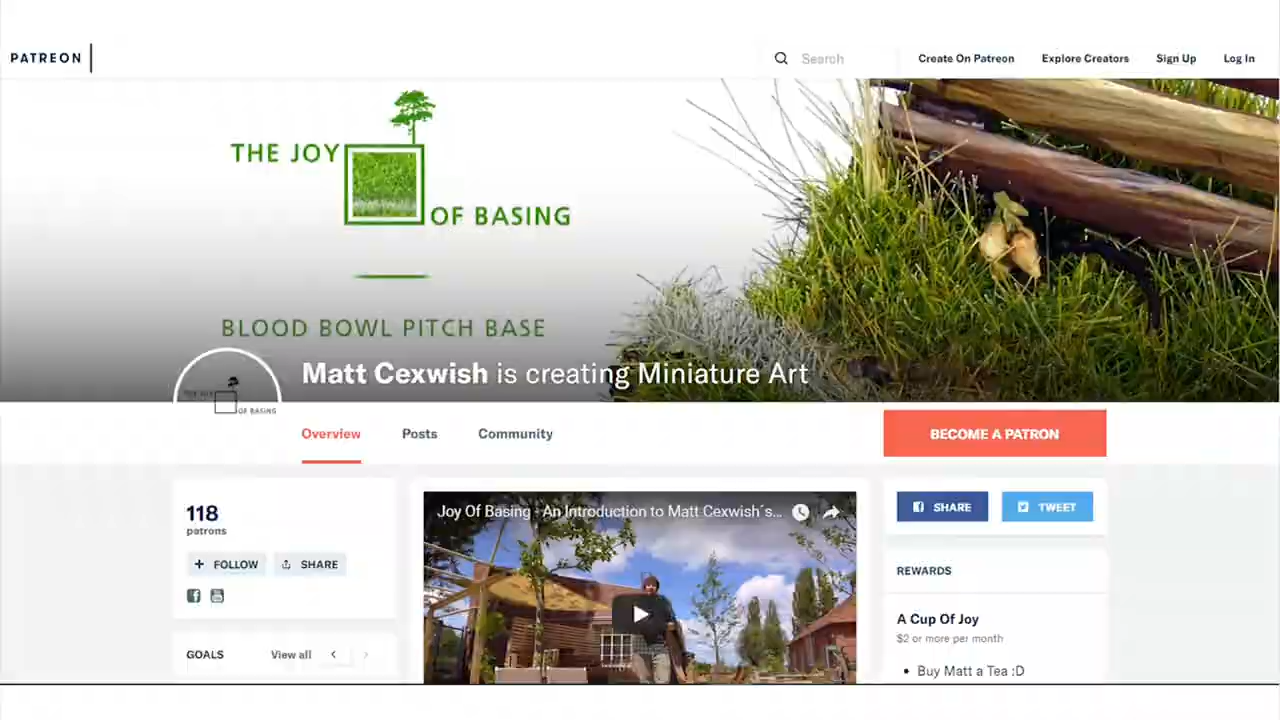 PATREON
Search
Create On Patreon
Explore Creators
Sign Up
Log In
THE JOY
OF BASING
BLOOD BOWL PITCH BASE
Matt Cexwish is creating Miniature Art
OF BASING
Overview
Posts
Community
BECOME A PATRON
118
patrons
+ FOLLOW
SHARE
GOALS
View all
Joy Of Basing - An Introduction to Matt Cexwish´s...
SHARE
TWEET
REWARDS
A Cup Of Joy
$2 or more per month
• Buy Matt a Tea :D